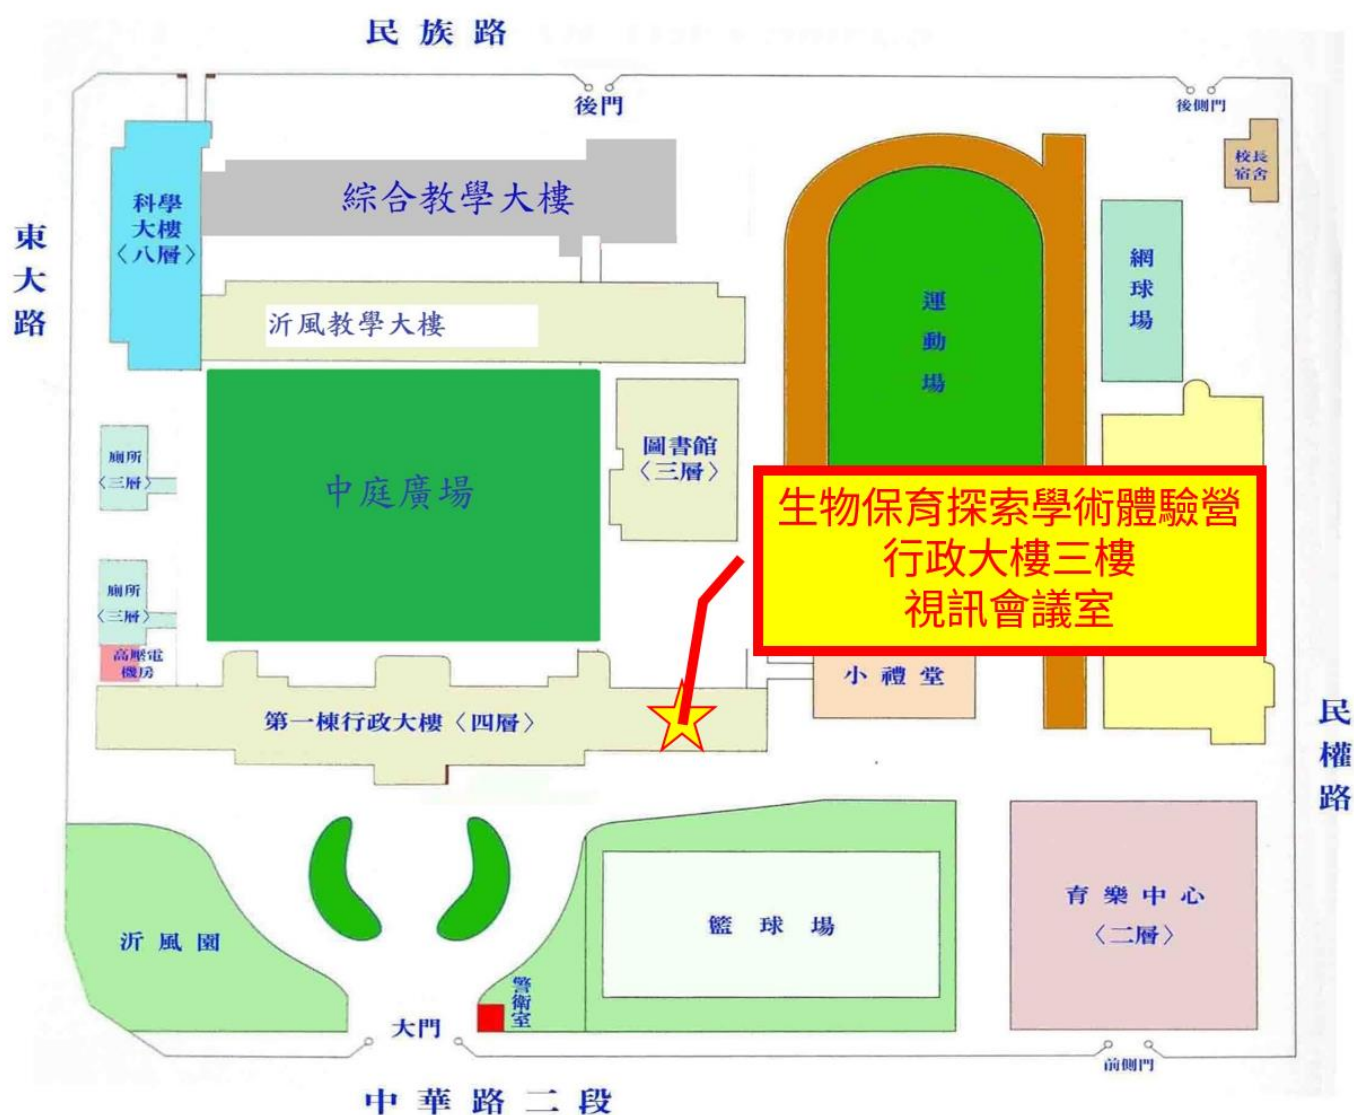 民族路
後門
後側門
校長
宿舍
科學
大樓
〈八層〉
綜合教學大樓
東大路
網球場
運動場
沂風教學大樓
圖書館
〈三層〉
廁所
〈三層〉
中庭廣場
生物保育探索學術體驗營
行政大樓三樓
視訊會議室
廁所
〈三層〉
高壓電
機房
小禮堂
第一棟行政大樓〈四層〉
民權路
沂風園
籃球場
育樂中心
〈二層〉
警衛室
大門
前側門
中華路二段